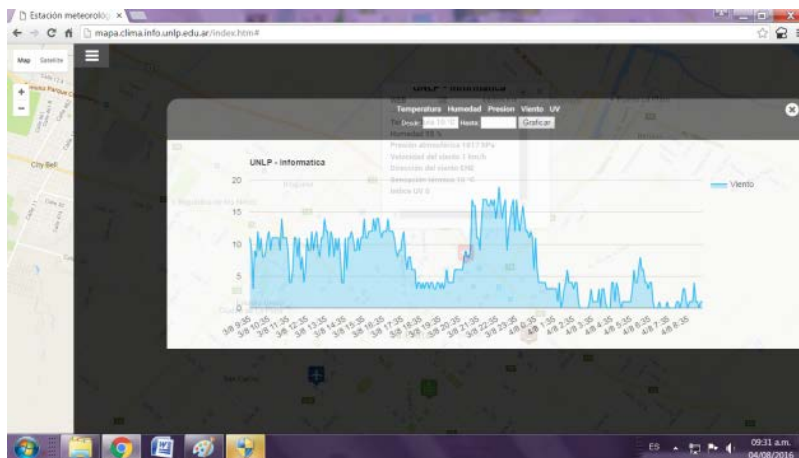 Estación meteorolog
mapa.clima.info.unlp.edu.ar/index.htm#
Map Satellite
City Bell
Temperatura Humedad Presion Viento UV
Desde: Hasta: Graficar
Humedad
Presión atmosférica 1017 hPa
Velocidad del viento 1 km/h
Dirección del viento ENE
Sensación térmica 10 °C
Indice UV 0
UNLP - Informatica
Viento
20
15
10
5
0
3/8 9:35 3/8 10:35 3/8 11:35 3/8 12:35 3/8 13:35 3/8 14:35 3/8 15:35 3/8 16:35 3/8 17:35 3/8 18:35 3/8 19:35 3/8 20:35 3/8 21:35 3/8 22:35 3/8 23:35 4/8 0:35 4/8 1:35 4/8 2:35 4/8 3:35 4/8 4:35 4/8 5:35 4/8 6:35 4/8 7:35 4/8 8:35
ES
09:31 a.m.
04/08/2016